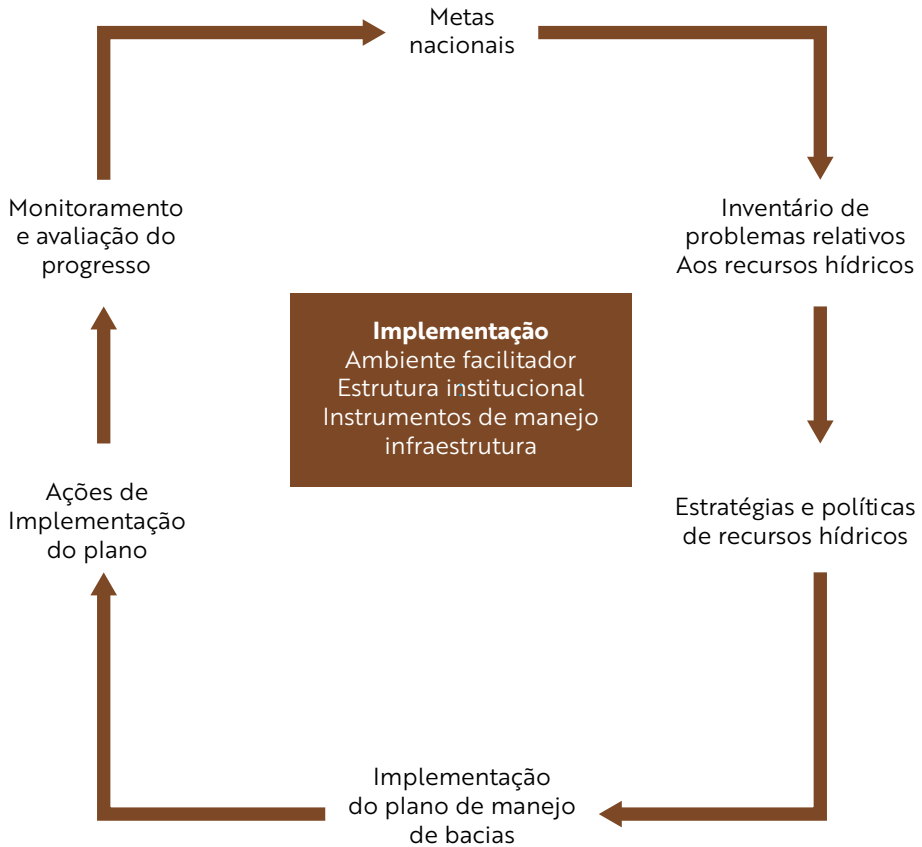 Metas
nacionais
Inventário de
problemas relativos
Aos recursos hídricos
Estratégias e políticas
de recursos hídricos
Implementação
do plano de manejo
de bacias
Ações de
Implementação
do plano
Monitoramento
e avaliação do
progresso
Implementação
Ambiente facilitador
Estrutura institucional
Instrumentos de manejo
infraestrutura